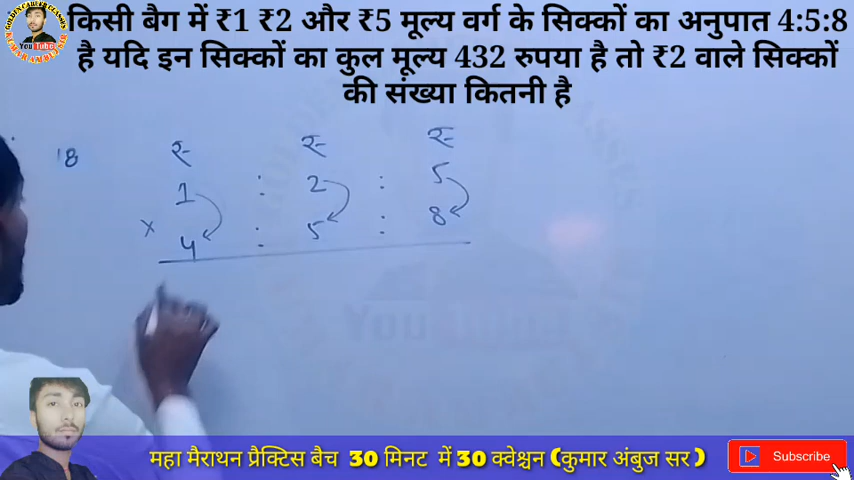 किसी बैग में ₹1 ₹2 और ₹5 मूल्य वर्ग के सिक्कों का अनुपात 4:5:8
है यदि इन सिक्कों का कुल मूल्य 432 रुपया है तो ₹2 वाले सिक्कों
की संख्या कितनी है
18
रु रु रु
1 : 2 : 5
× 4 : 5 : 8
YouTube
महा मैराथन प्रैक्टिस बैच 30 मिनट में 30 क्वेश्चन (कुमार अंबुज सर)
Subscribe